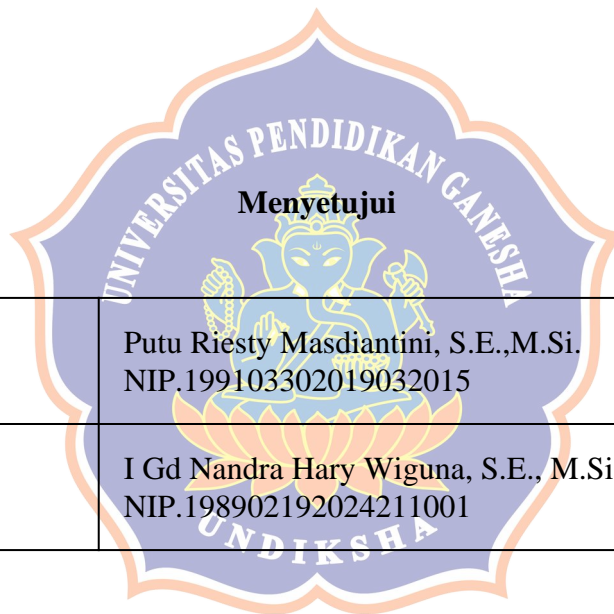 UNIVERSITAS PENDIDIKAN GANESHA
Menyetujui
Putu Riesty Masdiantini, S.E.,M.Si.
NIP.199103302019032015
I Gd Nandra Hary Wiguna, S.E., M.Si
NIP.198902192024211001
UNDIKSHA